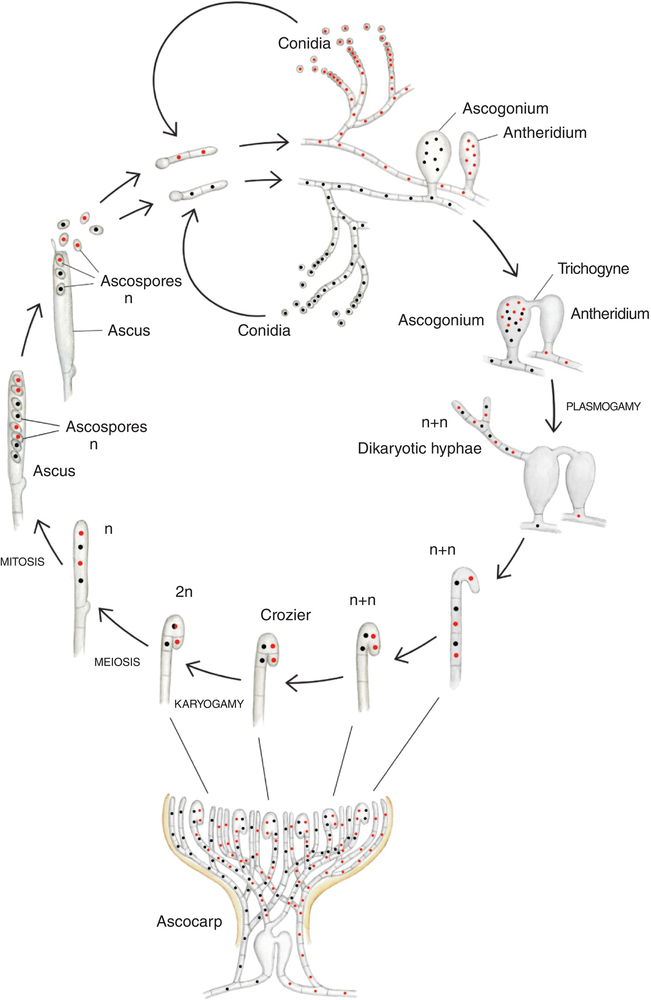 Conidia
Ascogonium
Antheridium
Trichogyne
Ascospores
n
Ascogonium
Antheridium
Ascus
Conidia
PLASMOGAMY
n+n
Ascospores
n
Dikaryotic hyphae
Ascus
n
n+n
MITOSIS
2n
n+n
Crozier
MEIOSIS
KARYOGAMY
Ascocarp